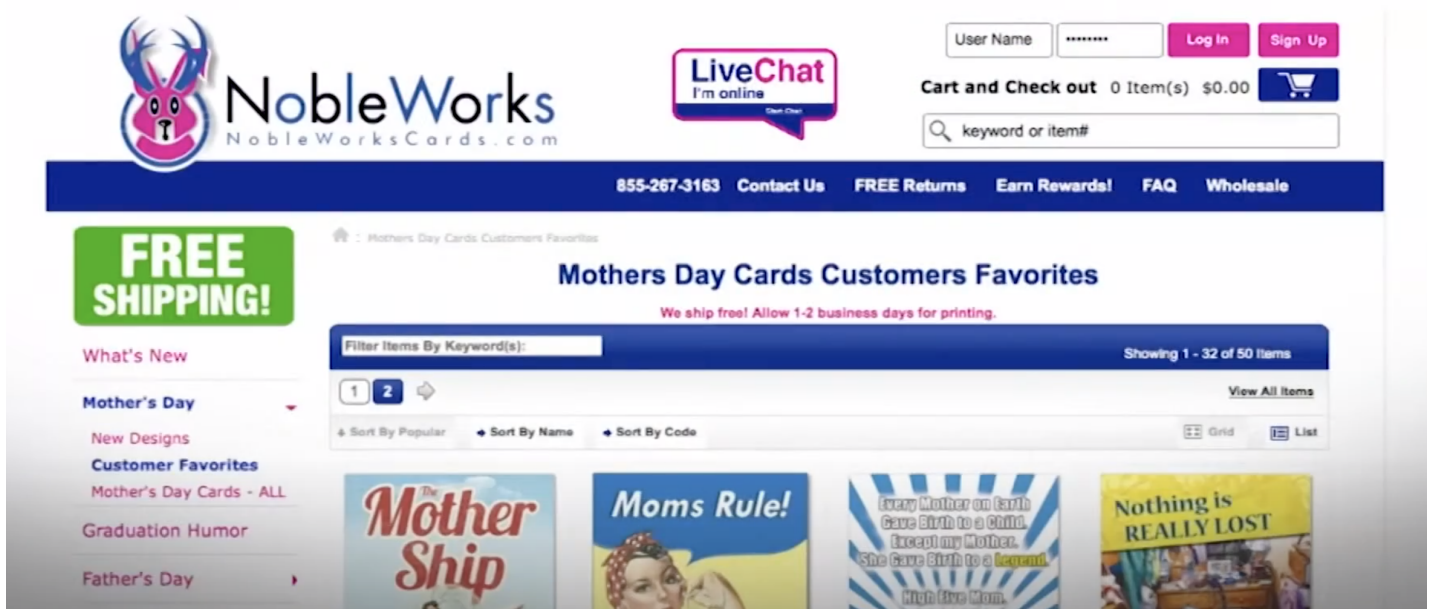 User Name
Log In
Sign Up
LiveChat
I'm online
Start Chat
Cart and Check out 0 Item(s) $0.00
NobleWorks
NobleWorksCards.com
keyword or item#
855-267-3163 Contact Us FREE Returns Earn Rewards! FAQ Wholesale
FREE
SHIPPING!
Mothers Day Cards Customers Favorites
Mothers Day Cards Customers Favorites
We ship free! Allow 1-2 business days for printing.
Filter Items By Keyword(s):
Showing 1 - 32 of 50 Items
What's New
1 2
View All Items
Mother's Day
Sort By Popular Sort By Name Sort By Code
Grid List
New Designs
Customer Favorites
Mother's Day Cards - ALL
Graduation Humor
Father's Day
The
Mother
Ship
Moms Rule!
Every Mother on Earth
Gave Birth to a Child.
Except my Mother.
She Gave Birth to a Legend.
High Five Mom.
Nothing is
REALLY LOST